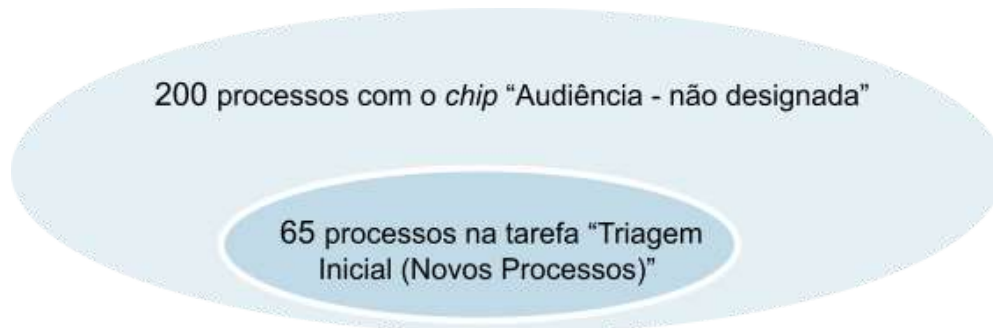 200 processos com o chip “Audiência - não designada”
65 processos na tarefa “Triagem
Inicial (Novos Processos)”